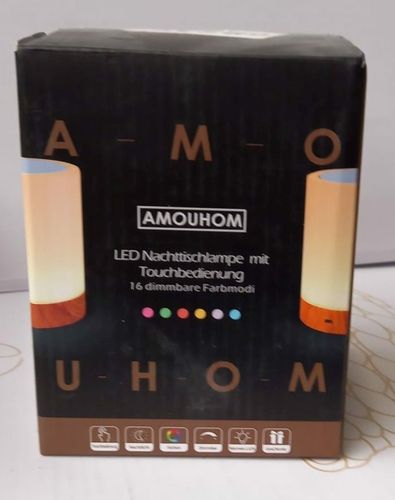 A - M - O
AMOUHOM
LED Nachttischlampe mit
Touchbedienung
16 dimmbare Farbmodi
U - H - O - M